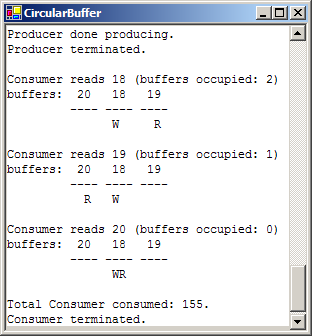 CircularBuffer
Producer done producing.
Producer terminated.
Consumer reads 18 (buffers occupied: 2)
buffers:  20   18   19
         ---- ---- ----
               W     R
Consumer reads 19 (buffers occupied: 1)
buffers:  20   18   19
         ---- ---- ----
           R   W
Consumer reads 20 (buffers occupied: 0)
buffers:  20   18   19
         ---- ---- ----
               WR
Total Consumer consumed: 155.
Consumer terminated.